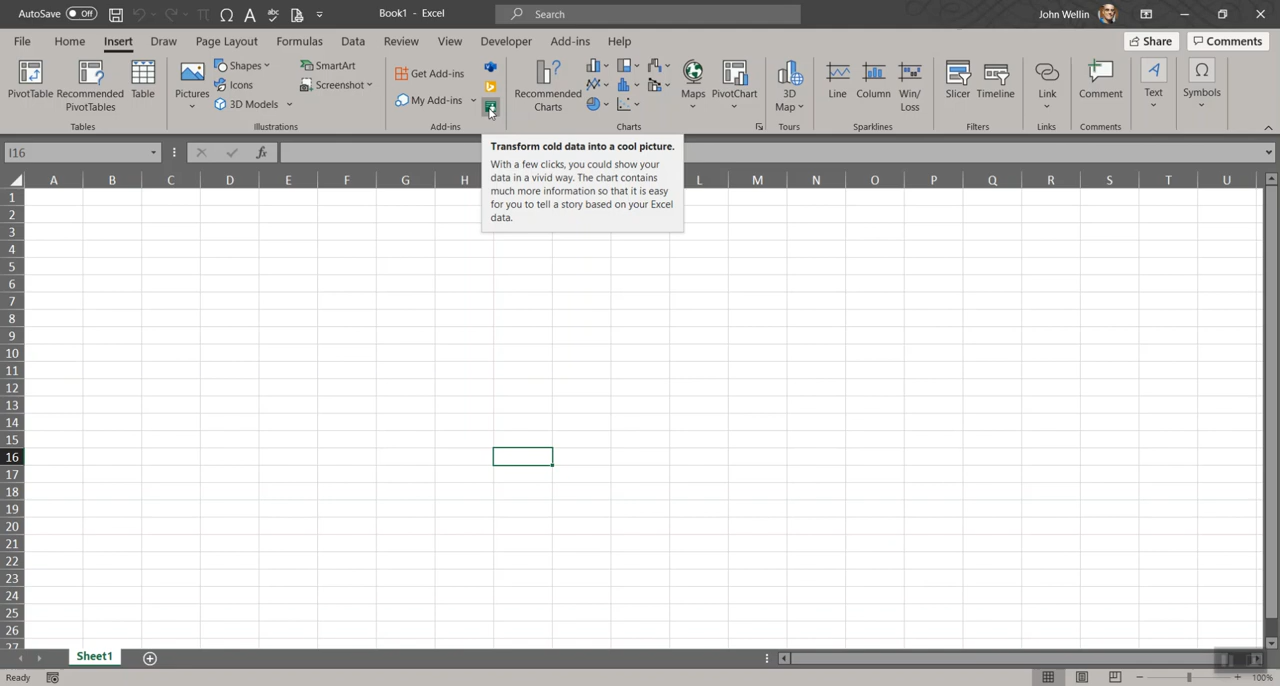 AutoSave Off Book1 - Excel Search John Wellin
File Home Insert Draw Page Layout Formulas Data Review View Developer Add-ins Help Share Comments
PivotTable
Recommended
PivotTables
Table
Tables
Pictures
Shapes
Icons
3D Models
SmartArt
Screenshot
Illustrations
Get Add-ins
My Add-ins
Add-ins
Recommended
Charts
Maps
PivotChart
Charts
3D
Map
Tours
Line
Column
Win/
Loss
Sparklines
Slicer
Timeline
Filters
Link
Links
Comment
Comments
Text
Symbols
I16 fx
Transform cold data into a cool picture.
With a few clicks, you could show your
data in a vivid way. The chart contains
much more information so that it is easy
for you to tell a story based on your Excel
data.
A B C D E F G H L M N O P Q R S T U
1
2
3
4
5
6
7
8
9
10
11
12
13
14
15
16
17
18
19
20
21
22
23
24
25
26
27
Sheet1
Ready 100%